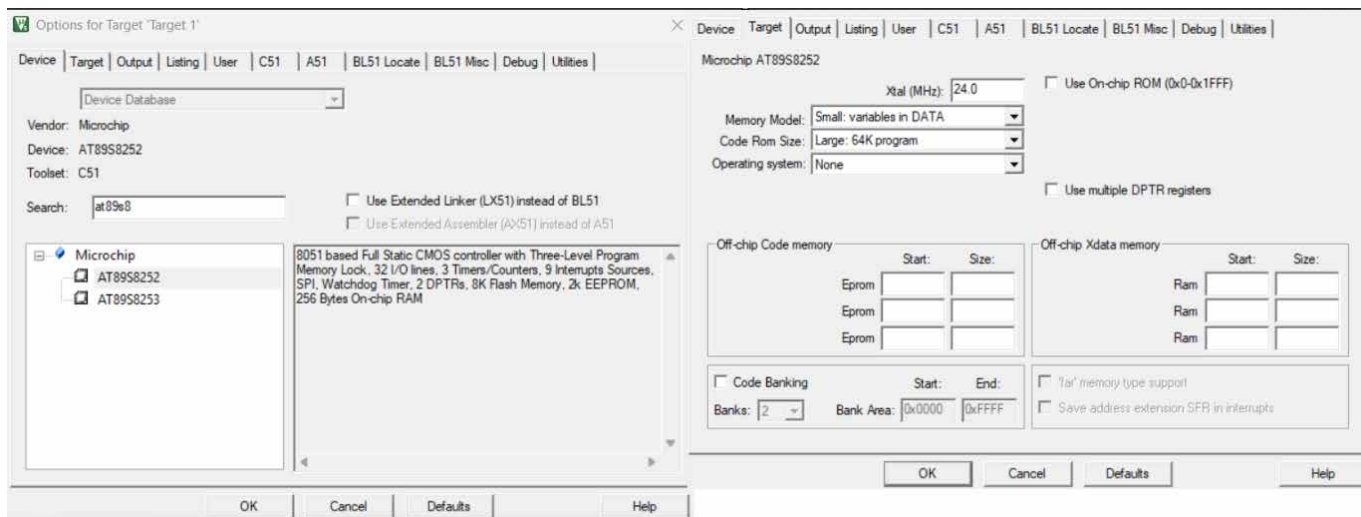 Options for Target 'Target 1'
Device Target Output Listing User C51 A51 BL51 Locate BL51 Misc Debug Utilities
Device Database
Vendor: Microchip
Device: AT89S8252
Toolset: C51
Search: at89s8
Use Extended Linker (LX51) instead of BL51
Use Extended Assembler (AX51) instead of A51
Microchip
AT89S8252
AT89S8253
8051 based Full Static CMOS controller with Three-Level Program
Memory Lock, 32 I/O lines, 3 Timers/Counters, 9 Interrupts Sources,
SPI, Watchdog Timer, 2 DPTRs, 8K Flash Memory, 2k EEPROM,
256 Bytes On-chip RAM
OK Cancel Defaults Help
Device Target Output Listing User C51 A51 BL51 Locate BL51 Misc Debug Utilities
Microchip AT89S8252
Xtal (MHz): 24.0
Use On-chip ROM (0x0-0x1FFF)
Memory Model: Small: variables in DATA
Code Rom Size: Large: 64K program
Operating system: None
Use multiple DPTR registers
Off-chip Code memory
Start: Size:
Eprom
Eprom
Eprom
Off-chip Xdata memory
Start: Size:
Ram
Ram
Ram
Code Banking Start: End:
Banks: 2 Bank Area: 0x0000 0xFFFF
'far' memory type support
Save address extension SFR in interrupts
OK Cancel Defaults Help